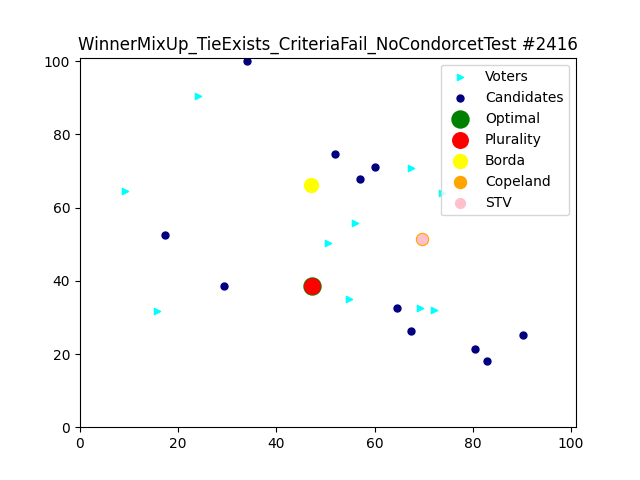 WinnerMixUp_TieExists_CriteriaFail_NoCondorcetTest #2416
Voters
Candidates
Optimal
Plurality
Borda
Copeland
STV
100
80
60
40
20
0
0 20 40 60 80 100